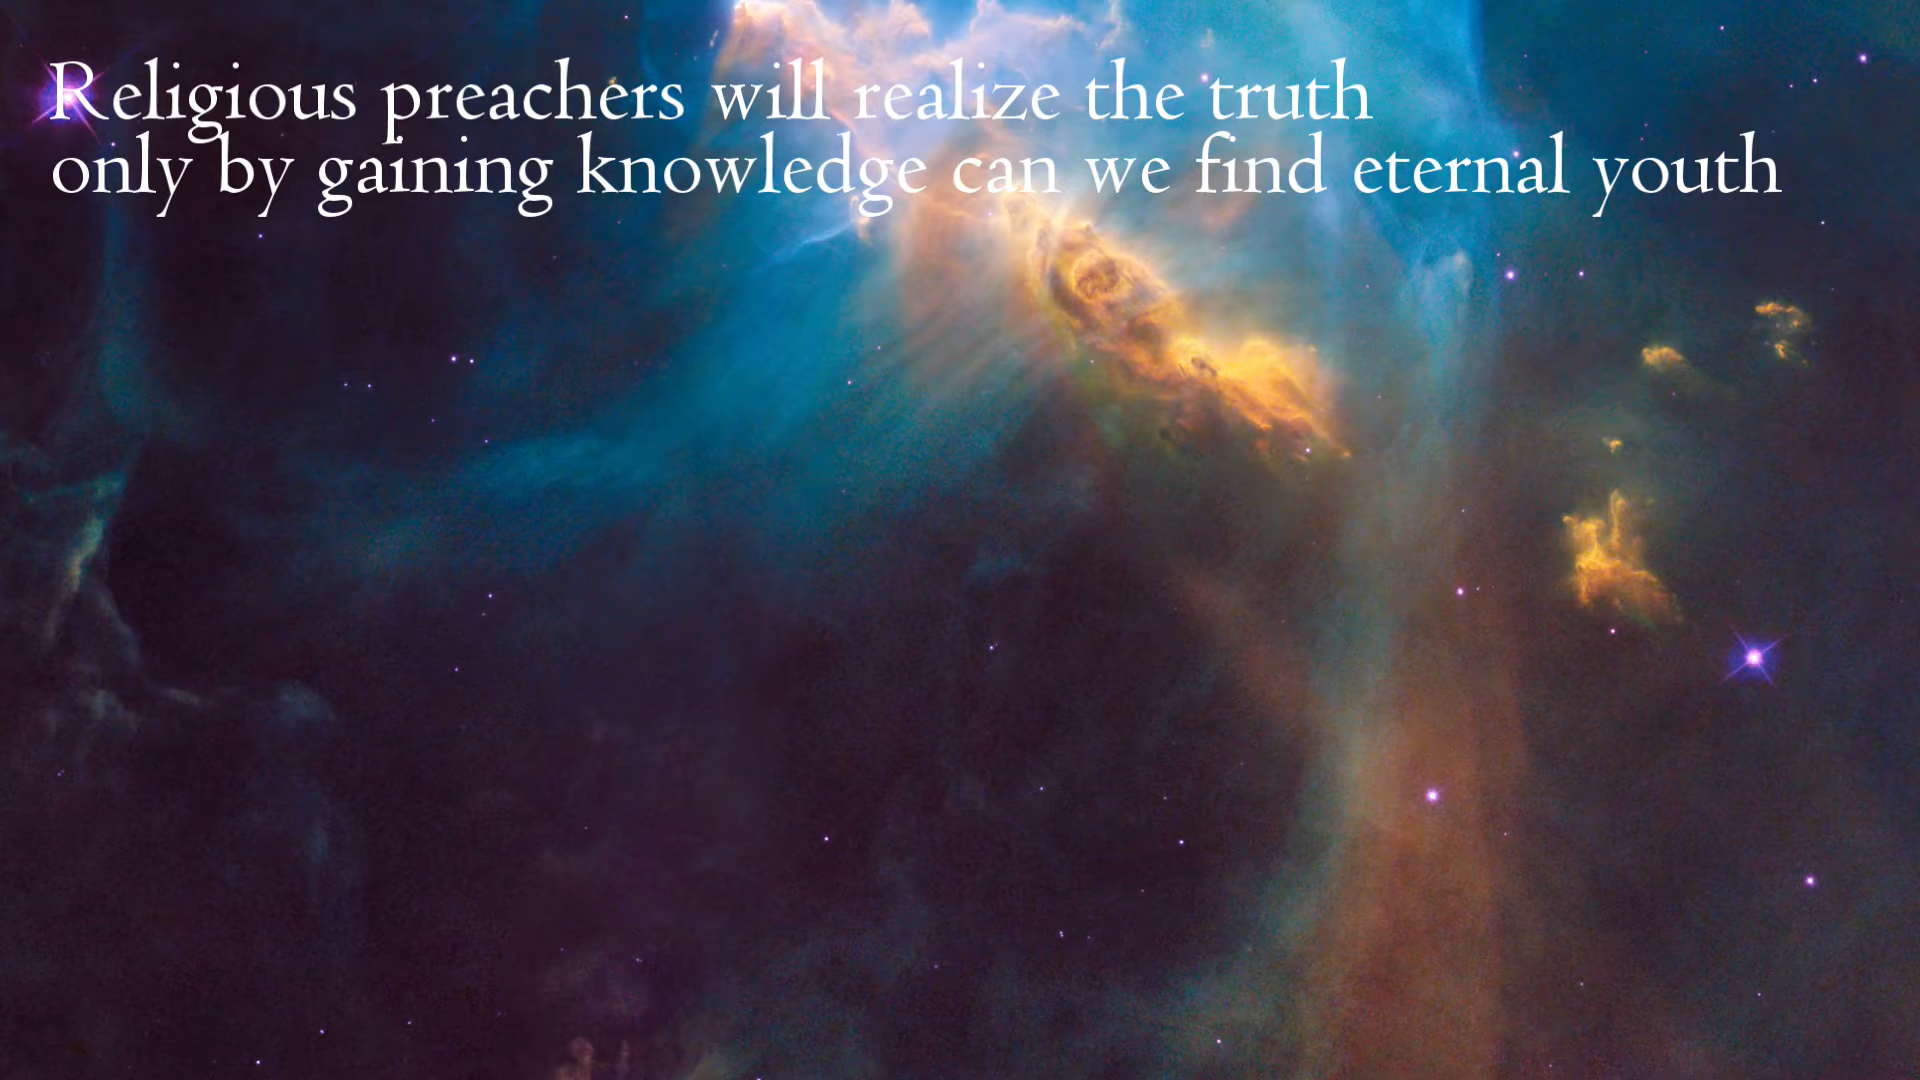 Religious preachers will realize the truth
only by gaining knowledge can we find eternal youth